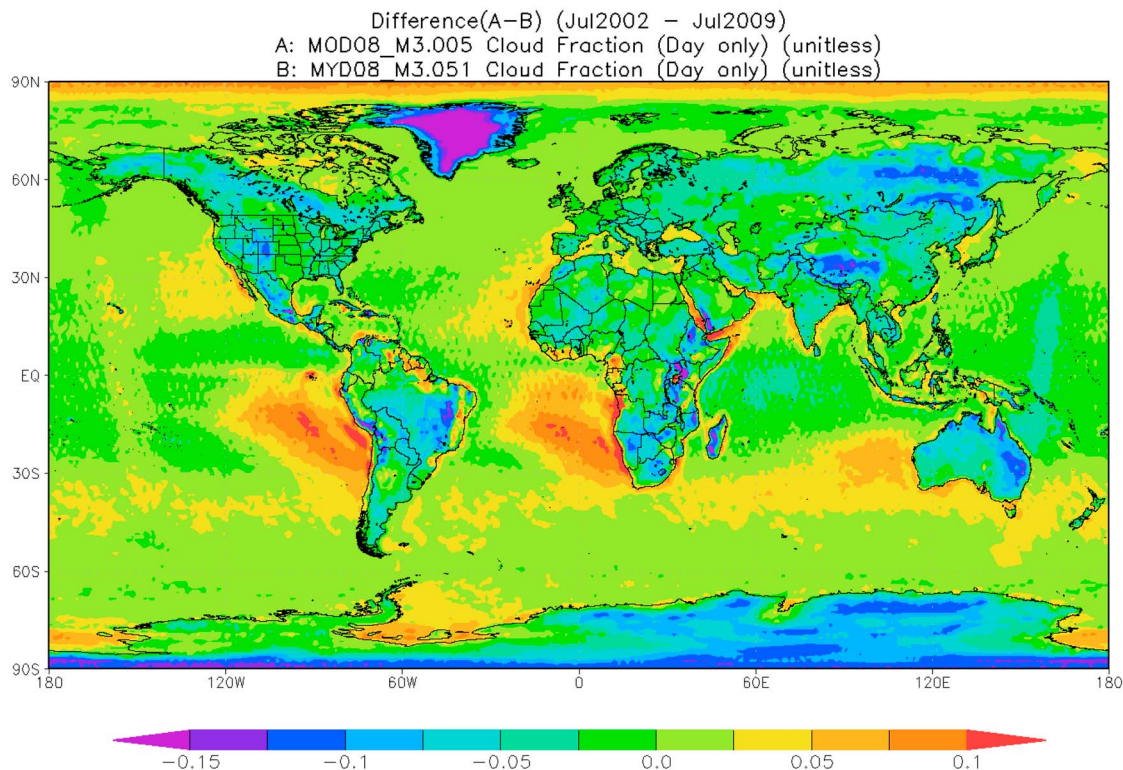 Difference(A-B) (Jul2002 - Jul2009)
A: MOD08_M3.005 Cloud Fraction (Day only) (unitless)
B: MYD08_M3.051 Cloud Fraction (Day only) (unitless)
90N
60N
30N
EQ
30S
60S
90S
180 120W 60W 0 60E 120E 180
-0.15 -0.1 -0.05 0.0 0.05 0.1